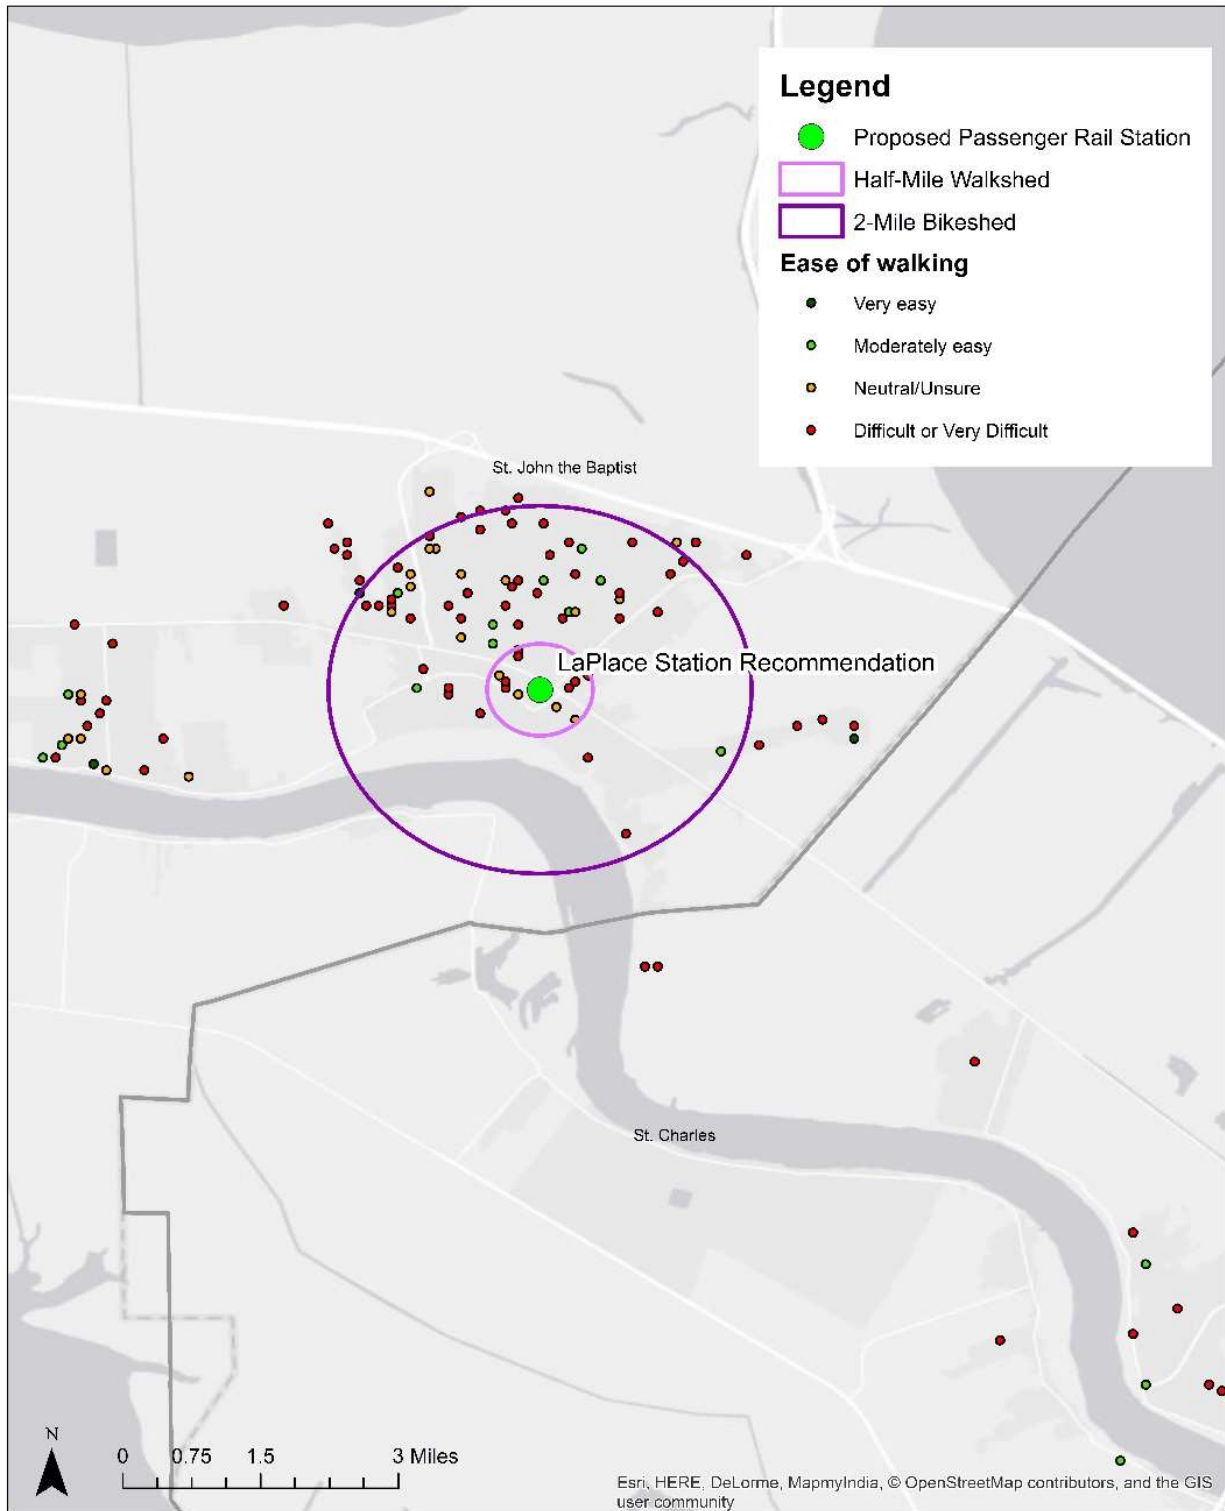 Legend
Proposed Passenger Rail Station
Half-Mile Walkshed
2-Mile Bikeshed
Ease of walking
Very easy
Moderately easy
Neutral/Unsure
Difficult or Very Difficult
St. John the Baptist
LaPlace Station Recommendation
St. Charles
N
0 0.75 1.5 3 Miles
Esri, HERE, DeLorme, MapmyIndia, © OpenStreetMap contributors, and the GIS
user community